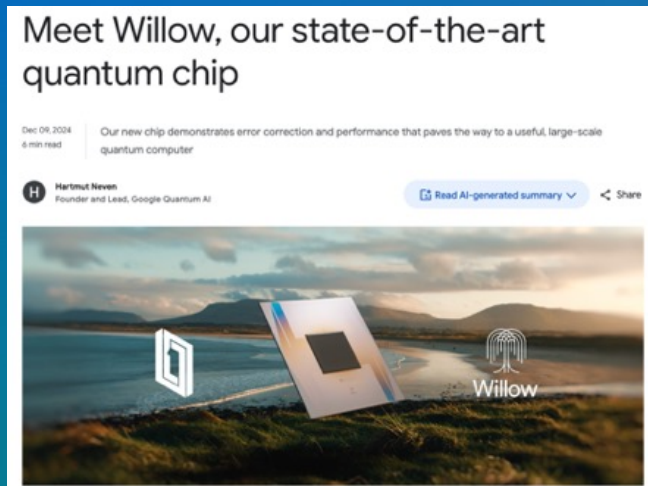 Meet Willow, our state-of-the-art
quantum chip
Dec 09, 2024
6 min read
Our new chip demonstrates error correction and performance that paves the way to a useful, large-scale
quantum computer
H
Hartmut Neven
Founder and Lead, Google Quantum AI
Read AI-generated summary
Share
Willow